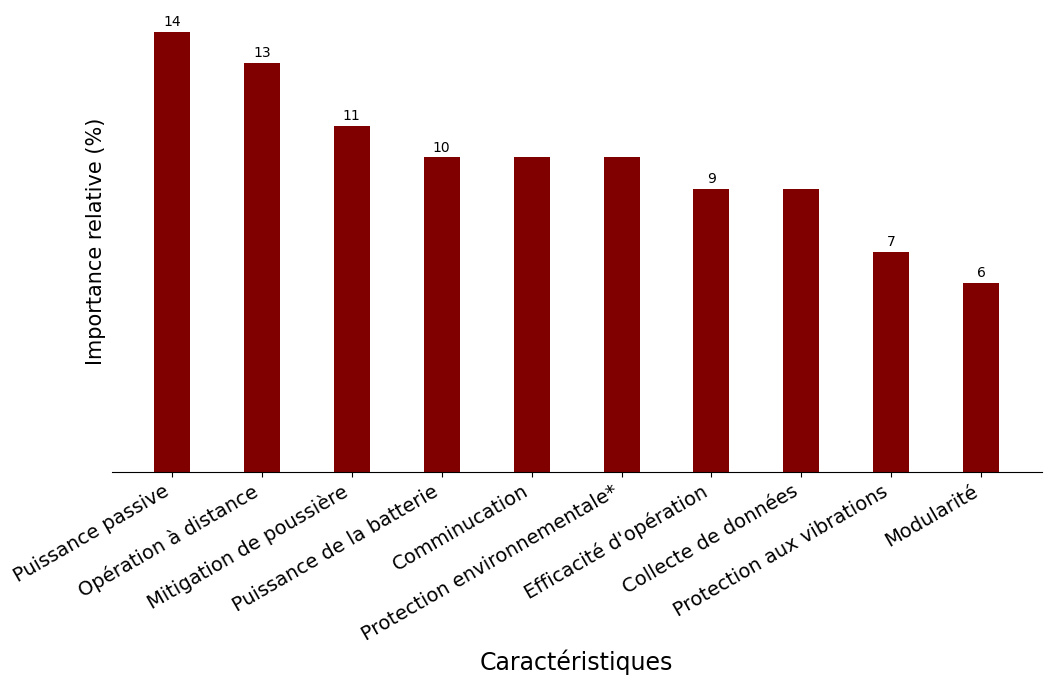 14
13
11
10
9
7
6
Importance relative (%)
Puissance passive
Opération à distance
Mitigation de poussière
Puissance de la batterie
Comminucation
Protection environnementale*
Efficacité d'opération
Collecte de données
Protection aux vibrations
Modularité
Caractéristiques